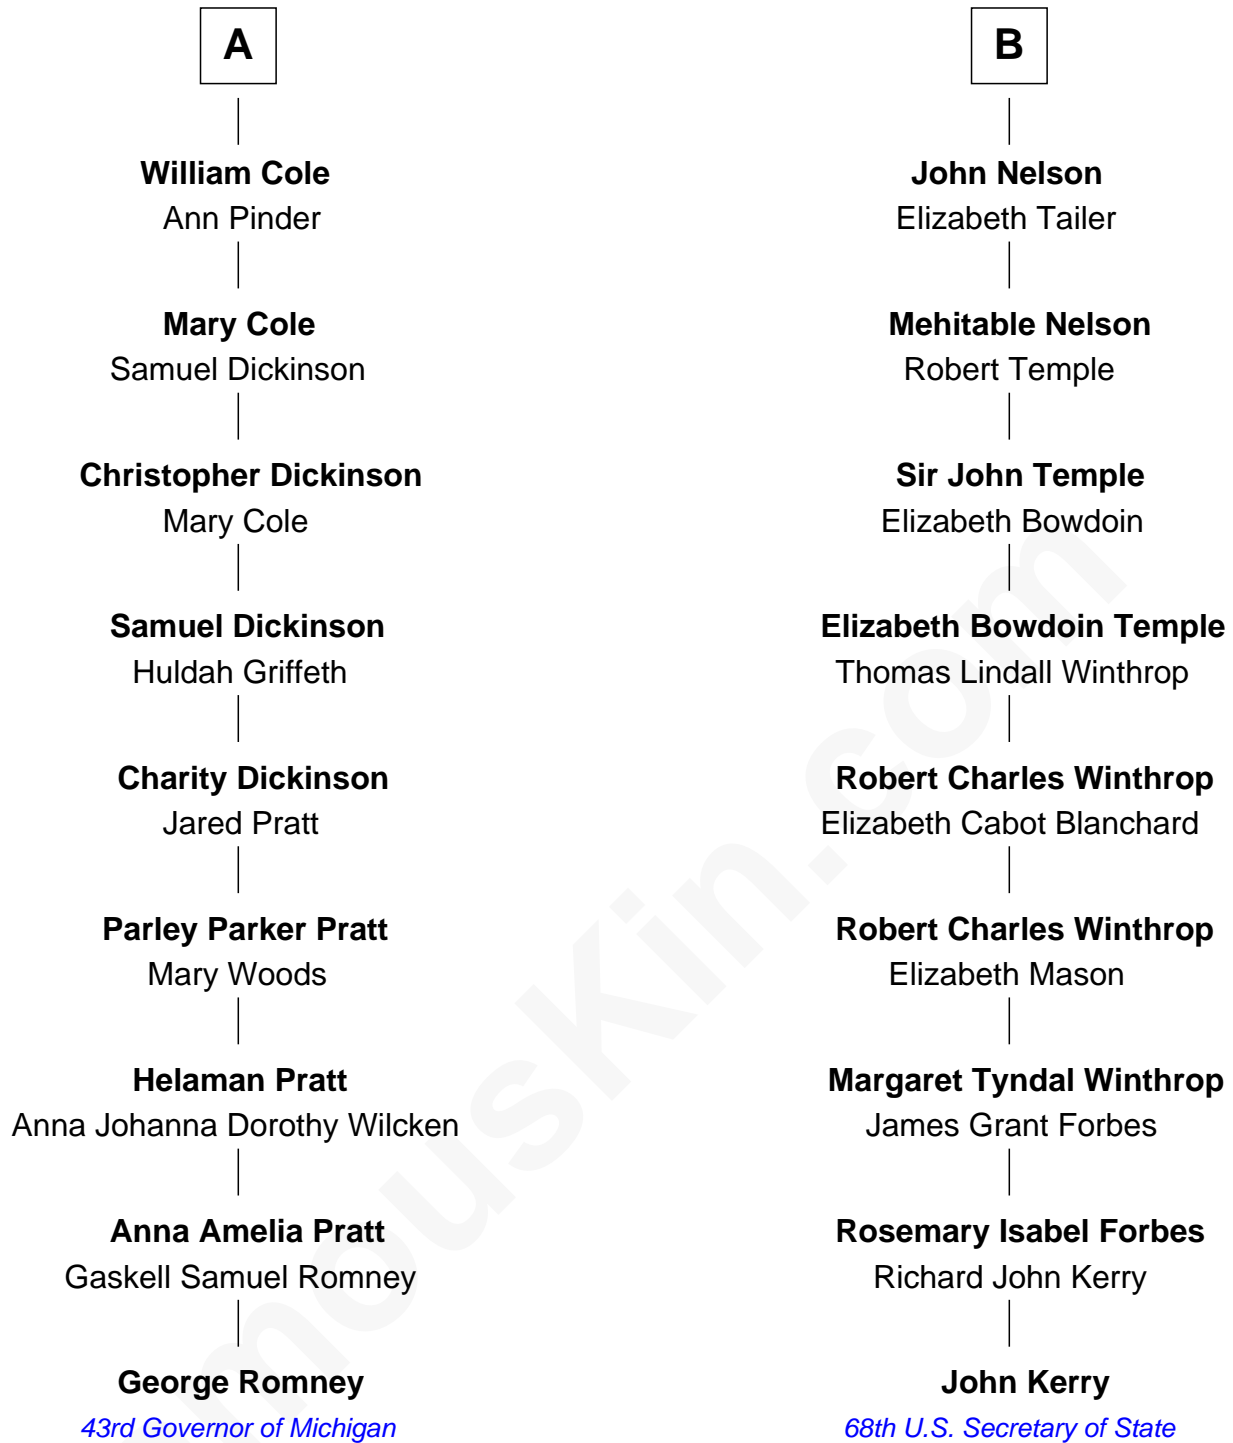 A
William Cole
Ann Pinder
Mary Cole
Samuel Dickinson
Christopher Dickinson
Mary Cole
Samuel Dickinson
Huldah Griffeth
Charity Dickinson
Jared Pratt
Parley Parker Pratt
Mary Woods
Helaman Pratt
Anna Johanna Dorothy Wilcken
Anna Amelia Pratt
Gaskell Samuel Romney
George Romney
43rd Governor of Michigan
B
John Nelson
Elizabeth Tailer
Mehitable Nelson
Robert Temple
Sir John Temple
Elizabeth Bowdoin
Elizabeth Bowdoin Temple
Thomas Lindall Winthrop
Robert Charles Winthrop
Elizabeth Cabot Blanchard
Robert Charles Winthrop
Elizabeth Mason
Margaret Tyndal Winthrop
James Grant Forbes
Rosemary Isabel Forbes
Richard John Kerry
John Kerry
68th U.S. Secretary of State
mousKin.com